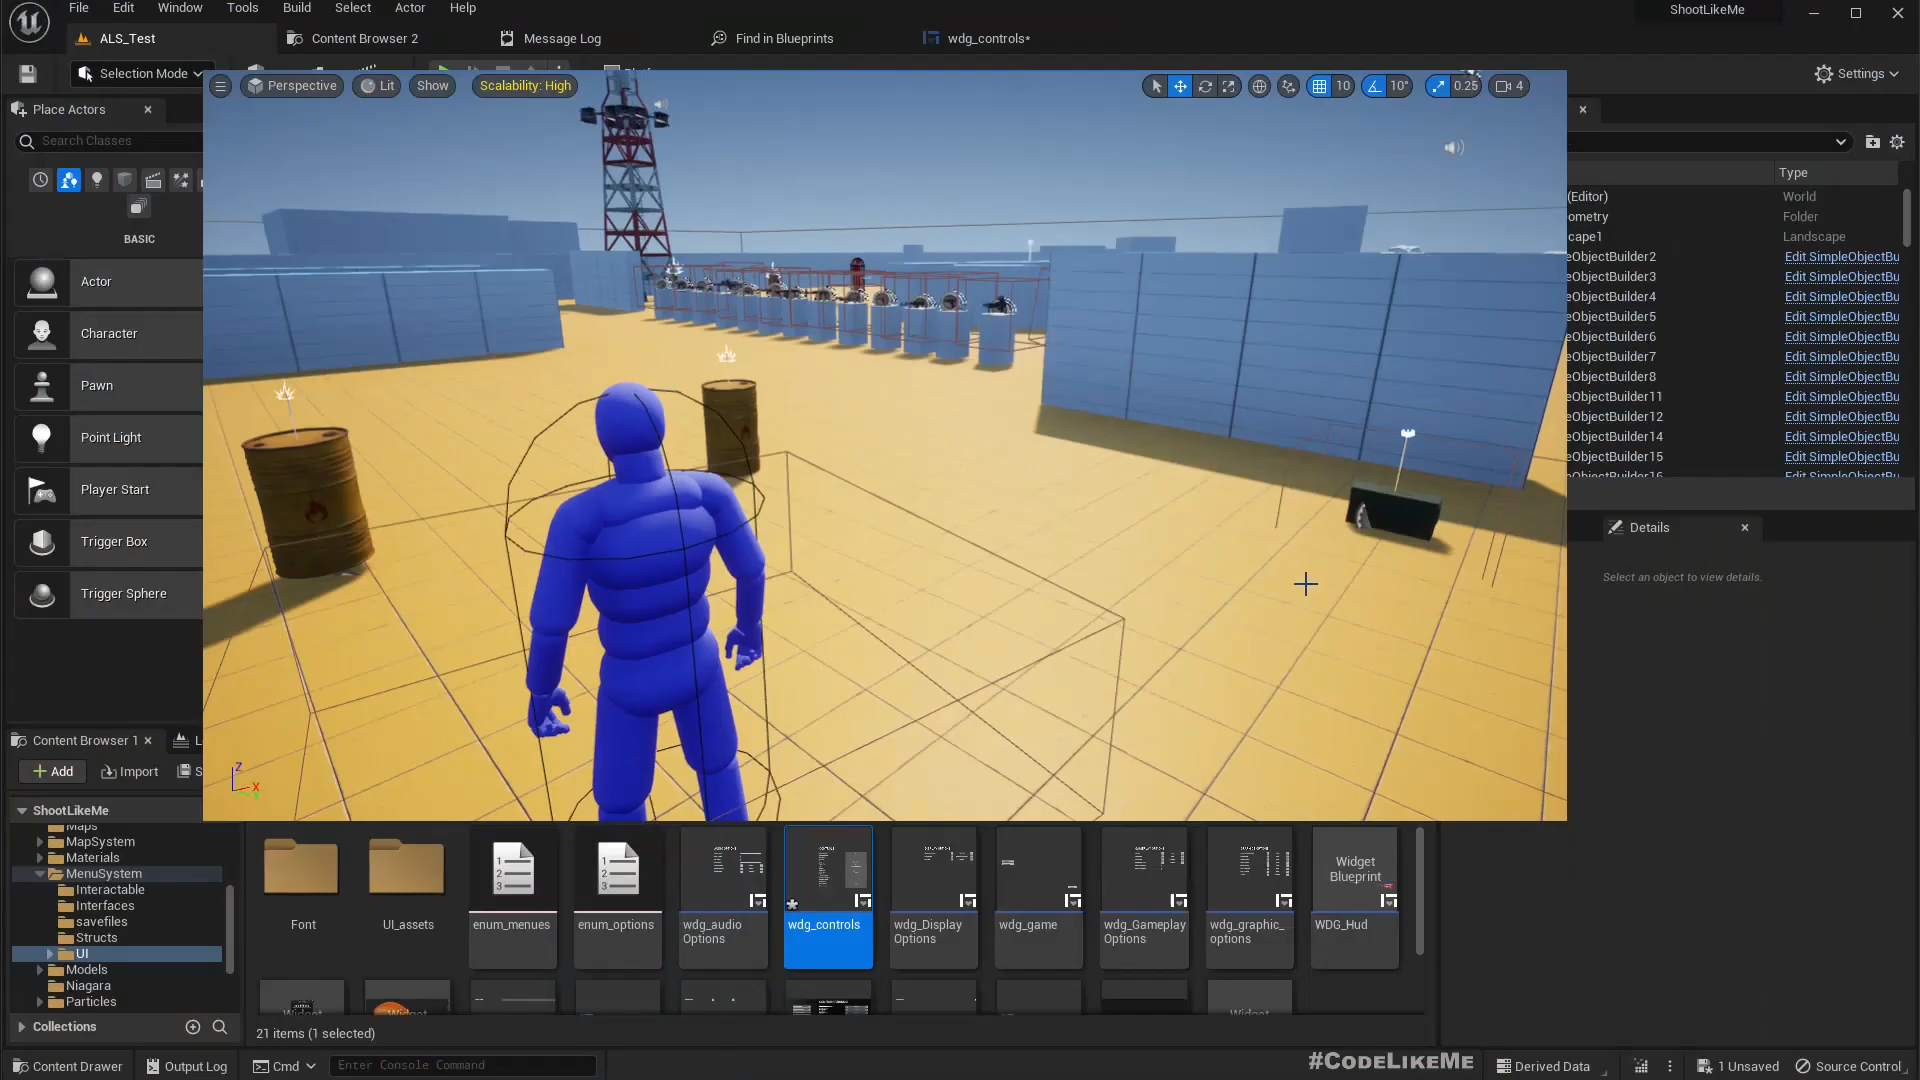 File Edit Window Tools Build Select Actor Help
ShootLikeMe
ALS_Test
Content Browser 2
Message Log
Find in Blueprints
wdg_controls*
Selection Mode
Settings
Perspective
Lit
Show
Scalability: High
10
10°
0.25
4
Place Actors
Search Classes
BASIC
Actor
Character
Pawn
Point Light
Player Start
Trigger Box
Trigger Sphere
Type
(Editor) World
ometry Folder
cape1 Landscape
eObjectBuilder2 Edit SimpleObjectBu
eObjectBuilder3 Edit SimpleObjectBu
eObjectBuilder4 Edit SimpleObjectBu
eObjectBuilder5 Edit SimpleObjectBu
eObjectBuilder6 Edit SimpleObjectBu
eObjectBuilder7 Edit SimpleObjectBu
eObjectBuilder8 Edit SimpleObjectBu
eObjectBuilder11 Edit SimpleObjectBu
eObjectBuilder12 Edit SimpleObjectBu
eObjectBuilder14 Edit SimpleObjectBu
eObjectBuilder15 Edit SimpleObjectBu
eObjectBuilder16 Edit SimpleObjectBu
Details
Select an object to view details.
Z
X
Content Browser 1
L
Add
Import
S
ShootLikeMe
Maps
MapSystem
Materials
MenuSystem
Interactable
Interfaces
savefiles
Structs
UI
Models
Niagara
Particles
Collections
Font
UI_assets
enum_menues
enum_options
wdg_audio
Options
wdg_controls
wdg_Display
Options
wdg_game
wdg_Gameplay
Options
wdg_graphic_
options
Widget
Blueprint
WDG_Hud
Widget
Widget
Widget
21 items (1 selected)
Content Drawer
Output Log
Cmd
Enter Console Command
#CODELIKEME
Derived Data
1 Unsaved
Source Control